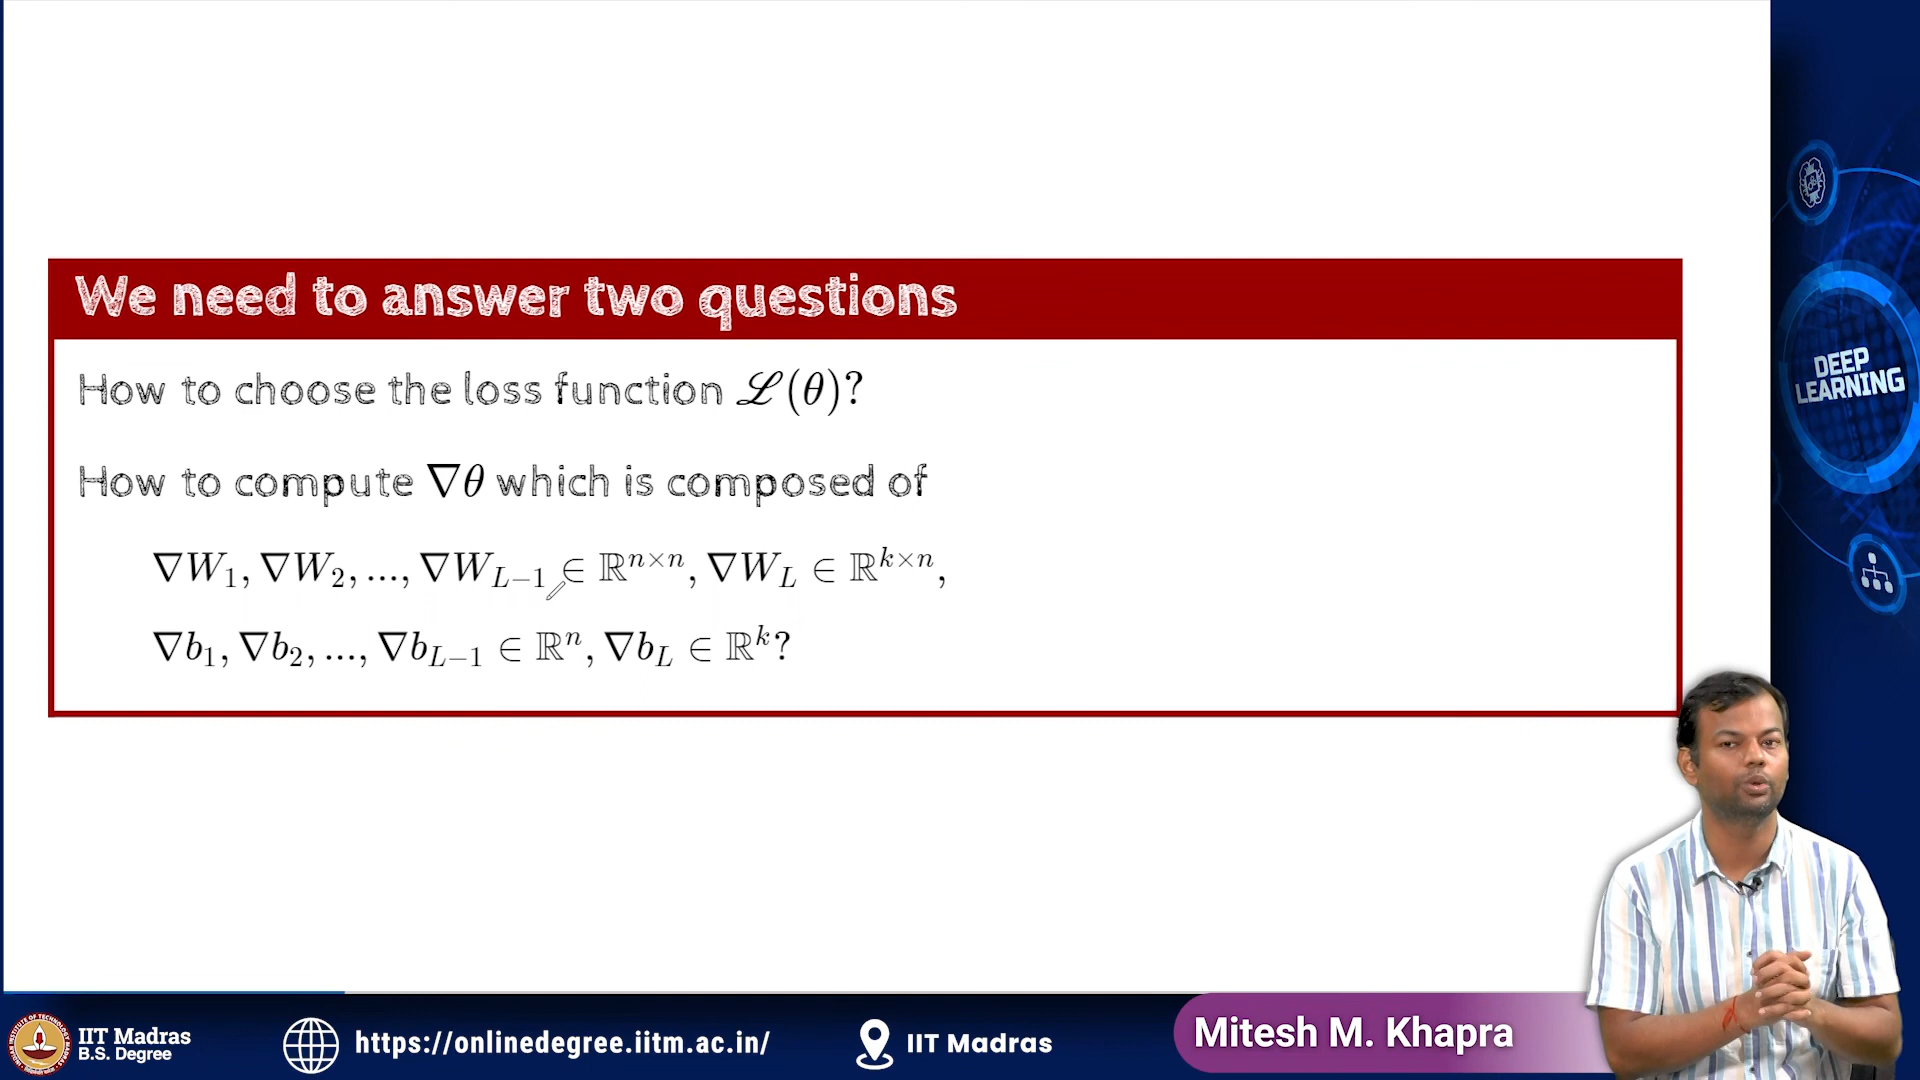 We need to answer two questions
How to choose the loss function ℒ(θ)?
How to compute ∇θ which is composed of
∇W₁, ∇W₂, ..., ∇W_{L−1} ∈ ℝ^{n×n}, ∇W_L ∈ ℝ^{k×n},
∇b₁, ∇b₂, ..., ∇b_{L−1} ∈ ℝⁿ, ∇b_L ∈ ℝᵏ?
DEEP
LEARNING
IIT Madras
B.S. Degree
https://onlinedegree.iitm.ac.in/
IIT Madras
Mitesh M. Khapra